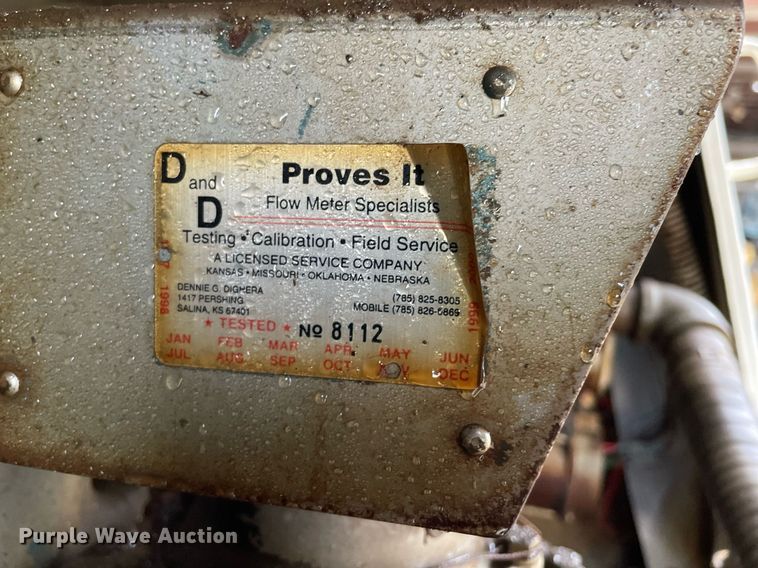 D and D
Proves It
Flow Meter Specialists
Testing • Calibration • Field Service
A LICENSED SERVICE COMPANY
KANSAS • MISSOURI • OKLAHOMA • NEBRASKA
DENNIE G. DIGHERA
1417 PERSHING
SALINA, KS 67401
(785) 825-8305
MOBILE (785) 826-0869
★ TESTED ★ No 8112
JAN FEB MAR APR MAY JUN
JUL AUG SEP OCT NOV DEC
1998
1999
Purple Wave Auction